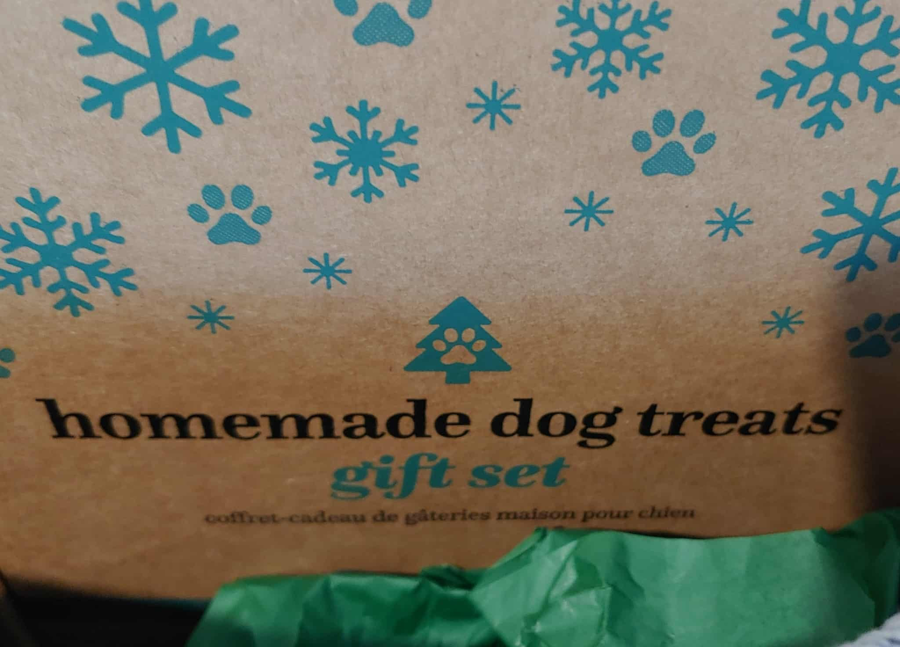 homemade dog treats
gift set
coffret-cadeau de gâteries maison pour chien